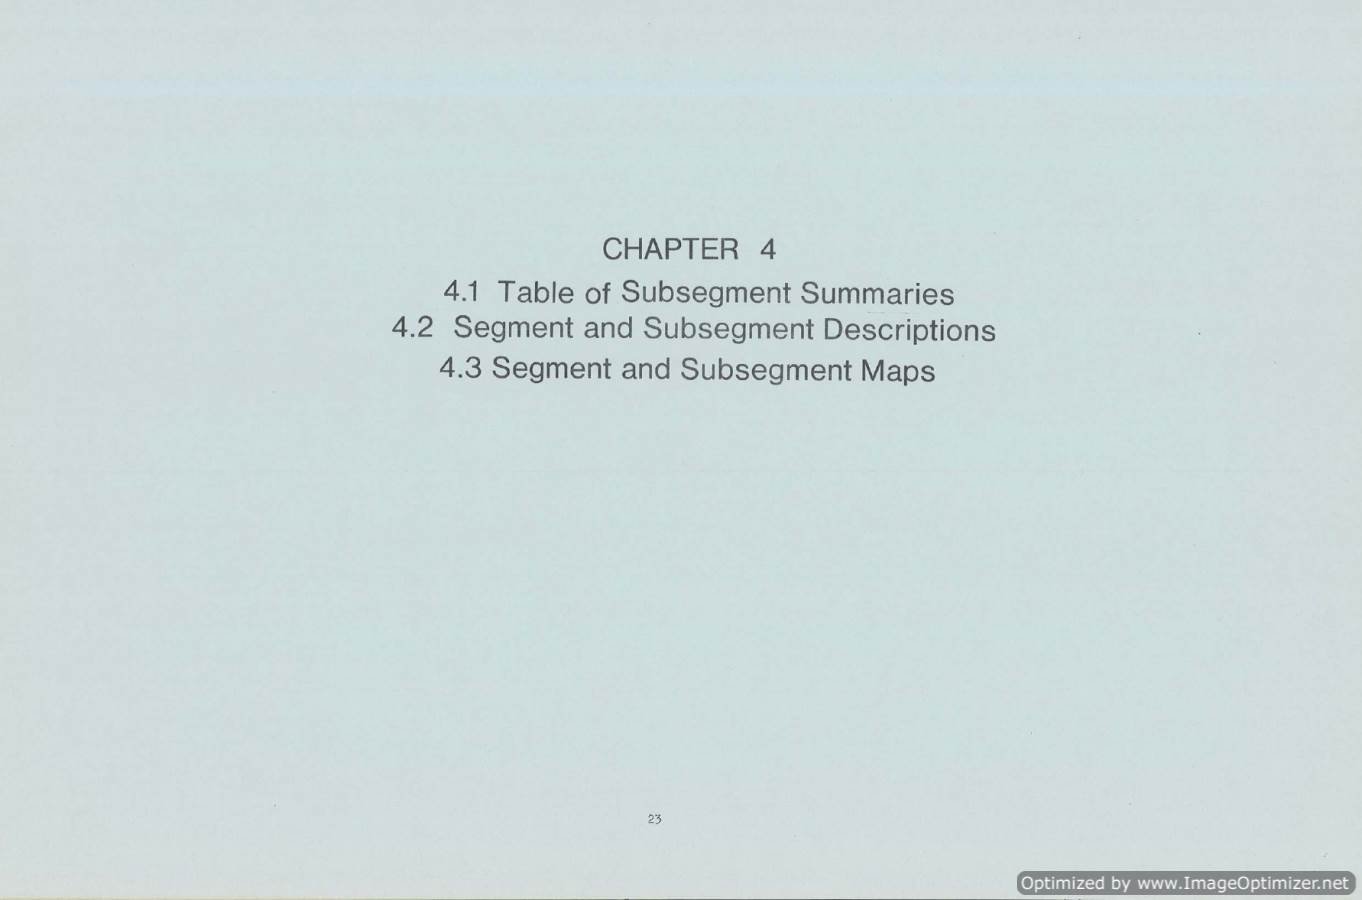 CHAPTER 4
4.1 Table of Subsegment Summaries
4.2 Segment and Subsegment Descriptions
4.3 Segment and Subsegment Maps
23
Optimized by www.ImageOptimizer.net